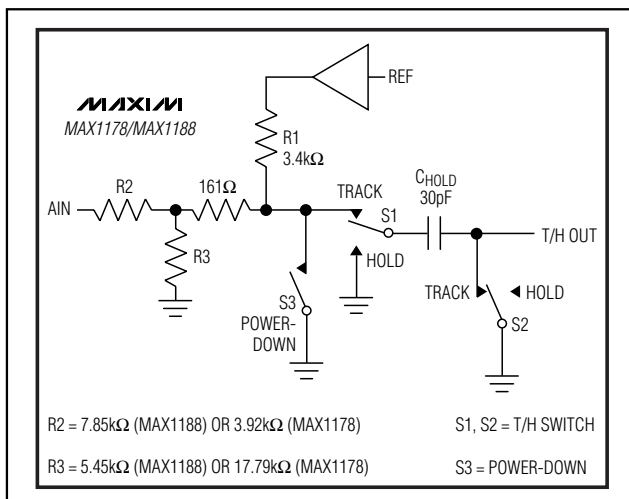 REF
MAXIM
MAX1178/MAX1188
R1
3.4kΩ
R2
161Ω
TRACK
CHOLD
30pF
AIN
S1
T/H OUT
R3
HOLD
TRACK
HOLD
S3
S2
POWER-
DOWN
R2 = 7.85kΩ (MAX1188) OR 3.92kΩ (MAX1178)
S1, S2 = T/H SWITCH
R3 = 5.45kΩ (MAX1188) OR 17.79kΩ (MAX1178)
S3 = POWER-DOWN